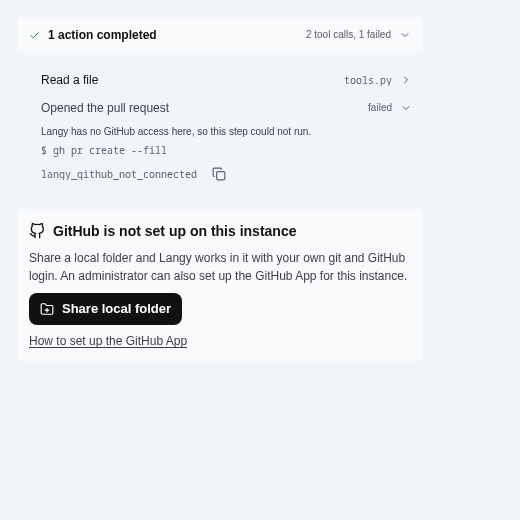 1 action completed
2 tool calls, 1 failed
Read a file
tools.py
Opened the pull request
failed
Langy has no GitHub access here, so this step could not run.
$ gh pr create --fill
langy_github_not_connected
GitHub is not set up on this instance
Share a local folder and Langy works in it with your own git and GitHub
login. An administrator can also set up the GitHub App for this instance.
Share local folder
How to set up the GitHub App